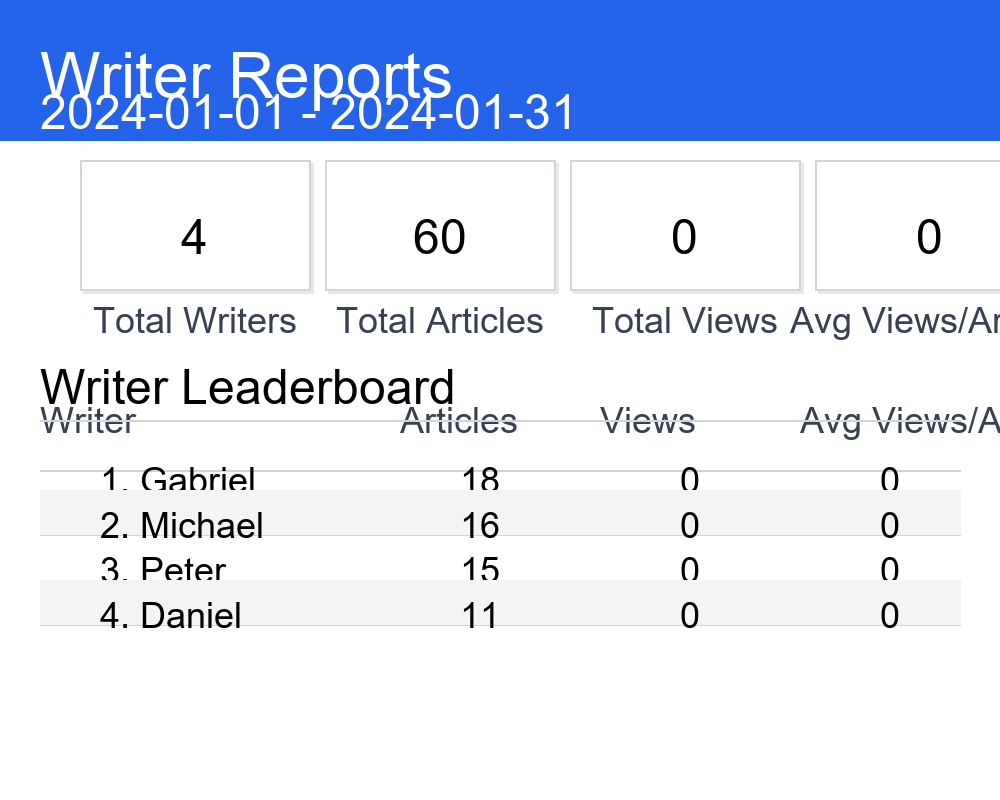 Writer Reports
2024-01-01 - 2024-01-31
4 60 0 0
Total Writers Total Articles Total Views Avg Views/Ar
Writer Leaderboard
Writer Articles Views Avg Views/A
1. Gabriel 18 0 0
2. Michael 16 0 0
3. Peter 15 0 0
4. Daniel 11 0 0